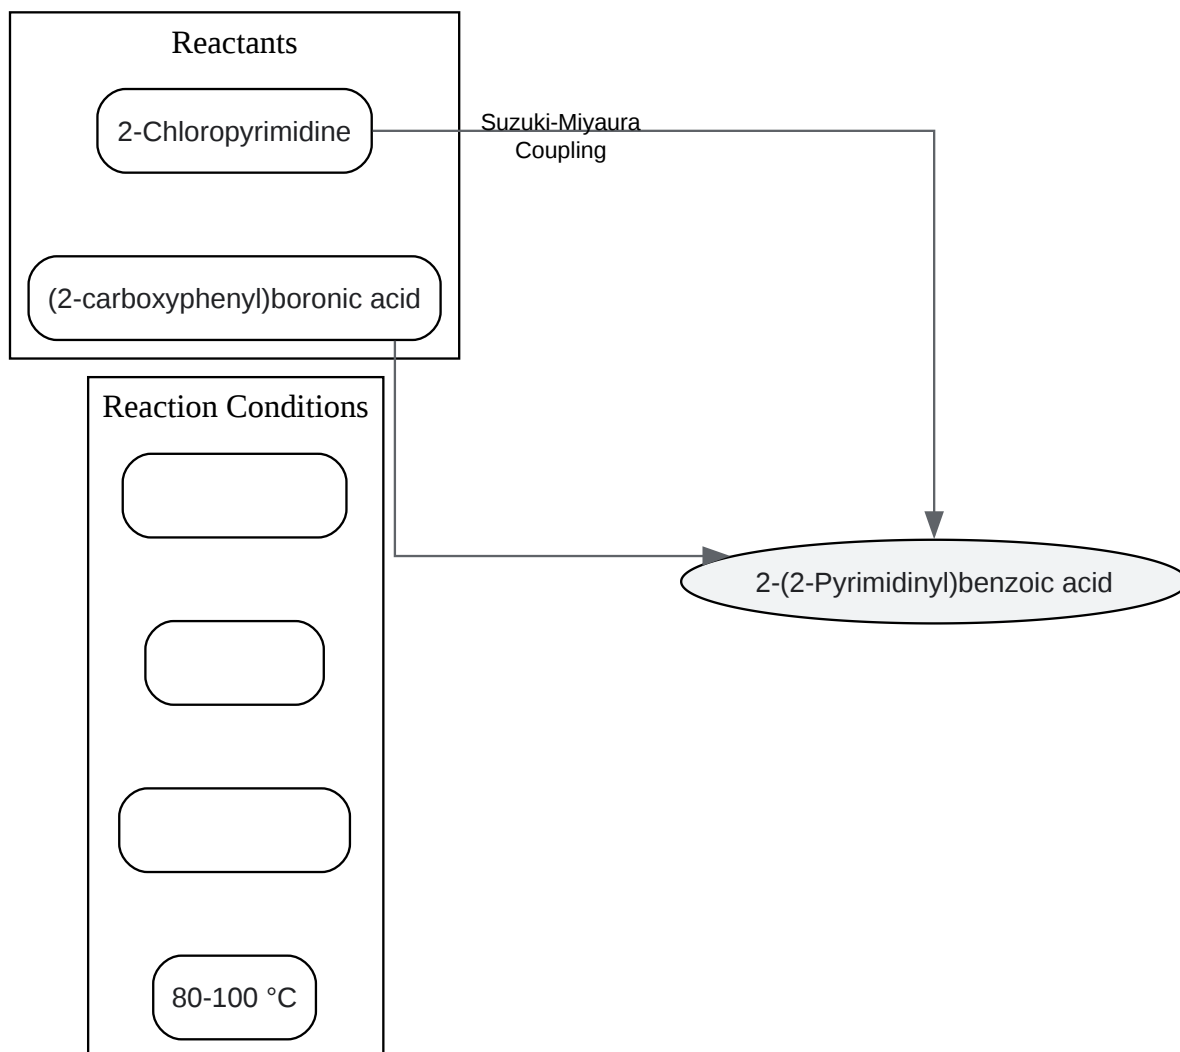 Reactants
2-Chloropyrimidine
Suzuki-Miyaura
Coupling
(2-carboxyphenyl)boronic acid
Reaction Conditions
2-(2-Pyrimidinyl)benzoic acid
80-100 °C